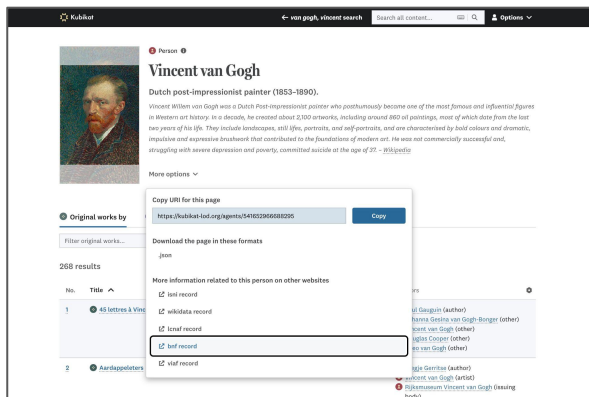 Kubikat
← van gogh, vincent search
Search all content...
Options
Person
Vincent van Gogh
Dutch post-impressionist painter (1853–1890).
Vincent Willem van Gogh was a Dutch Post-Impressionist painter who posthumously became one of the most famous and influential figures
in Western art history. In a decade, he created about 2,100 artworks, including around 860 oil paintings, most of which date from the last
two years of his life. They include landscapes, still lifes, portraits, and self-portraits, and are characterised by bold colours and dramatic,
impulsive and expressive brushwork that contributed to the foundations of modern art. He was not commercially successful and,
struggling with severe depression and poverty, committed suicide at the age of 37. – Wikipedia
More options
Copy URI for this page
https://kubikat-lod.org/agents/541652966688295
Copy
Download the page in these formats
.json
More information related to this person on other websites
isni record
wikidata record
lcnaf record
bnf record
viaf record
Original works by
Filter original works...
268 results
No. Title
1 45 lettres à Vinc
Gauguin (author)
Gesina van Gogh-Bonger (other)
van Gogh (other)
Cooper (other)
van Gogh (other)
2 Aardappeleters
Gerritse (author)
Vincent van Gogh (artist)
Rijksmuseum Vincent van Gogh (issuing
body)